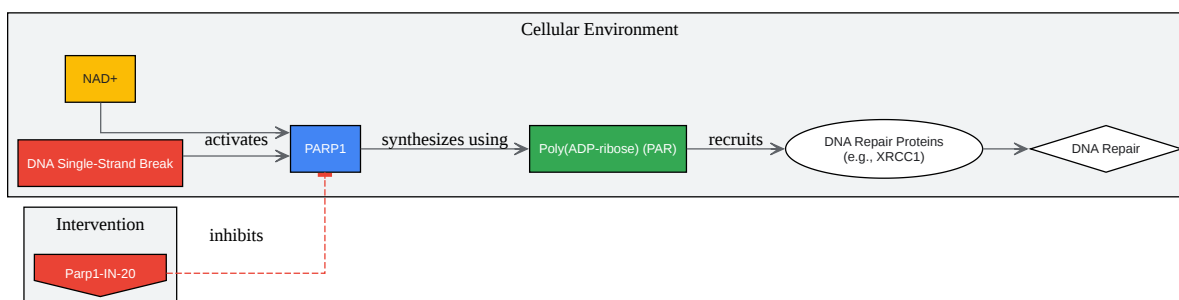 Cellular Environment
NAD+
DNA Single-Strand Break
activates
PARP1
synthesizes using
Poly(ADP-ribose) (PAR)
recruits
DNA Repair Proteins
(e.g., XRCC1)
DNA Repair
Intervention
Parp1-IN-20
inhibits